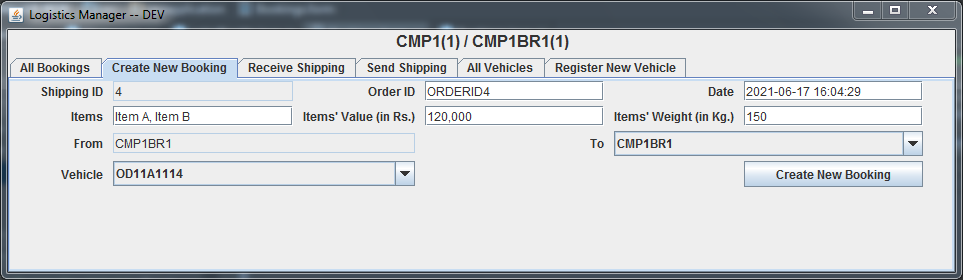 Logistics Manager -- DEV
CMP1(1) / CMP1BR1(1)
All Bookings Create New Booking Receive Shipping Send Shipping All Vehicles Register New Vehicle
Shipping ID 4 Order ID ORDERID4 Date 2021-06-17 16:04:29
Items Item A, Item B Items' Value (in Rs.) 120,000 Items' Weight (in Kg.) 150
From CMP1BR1 To CMP1BR1
Vehicle OD11A1114 Create New Booking